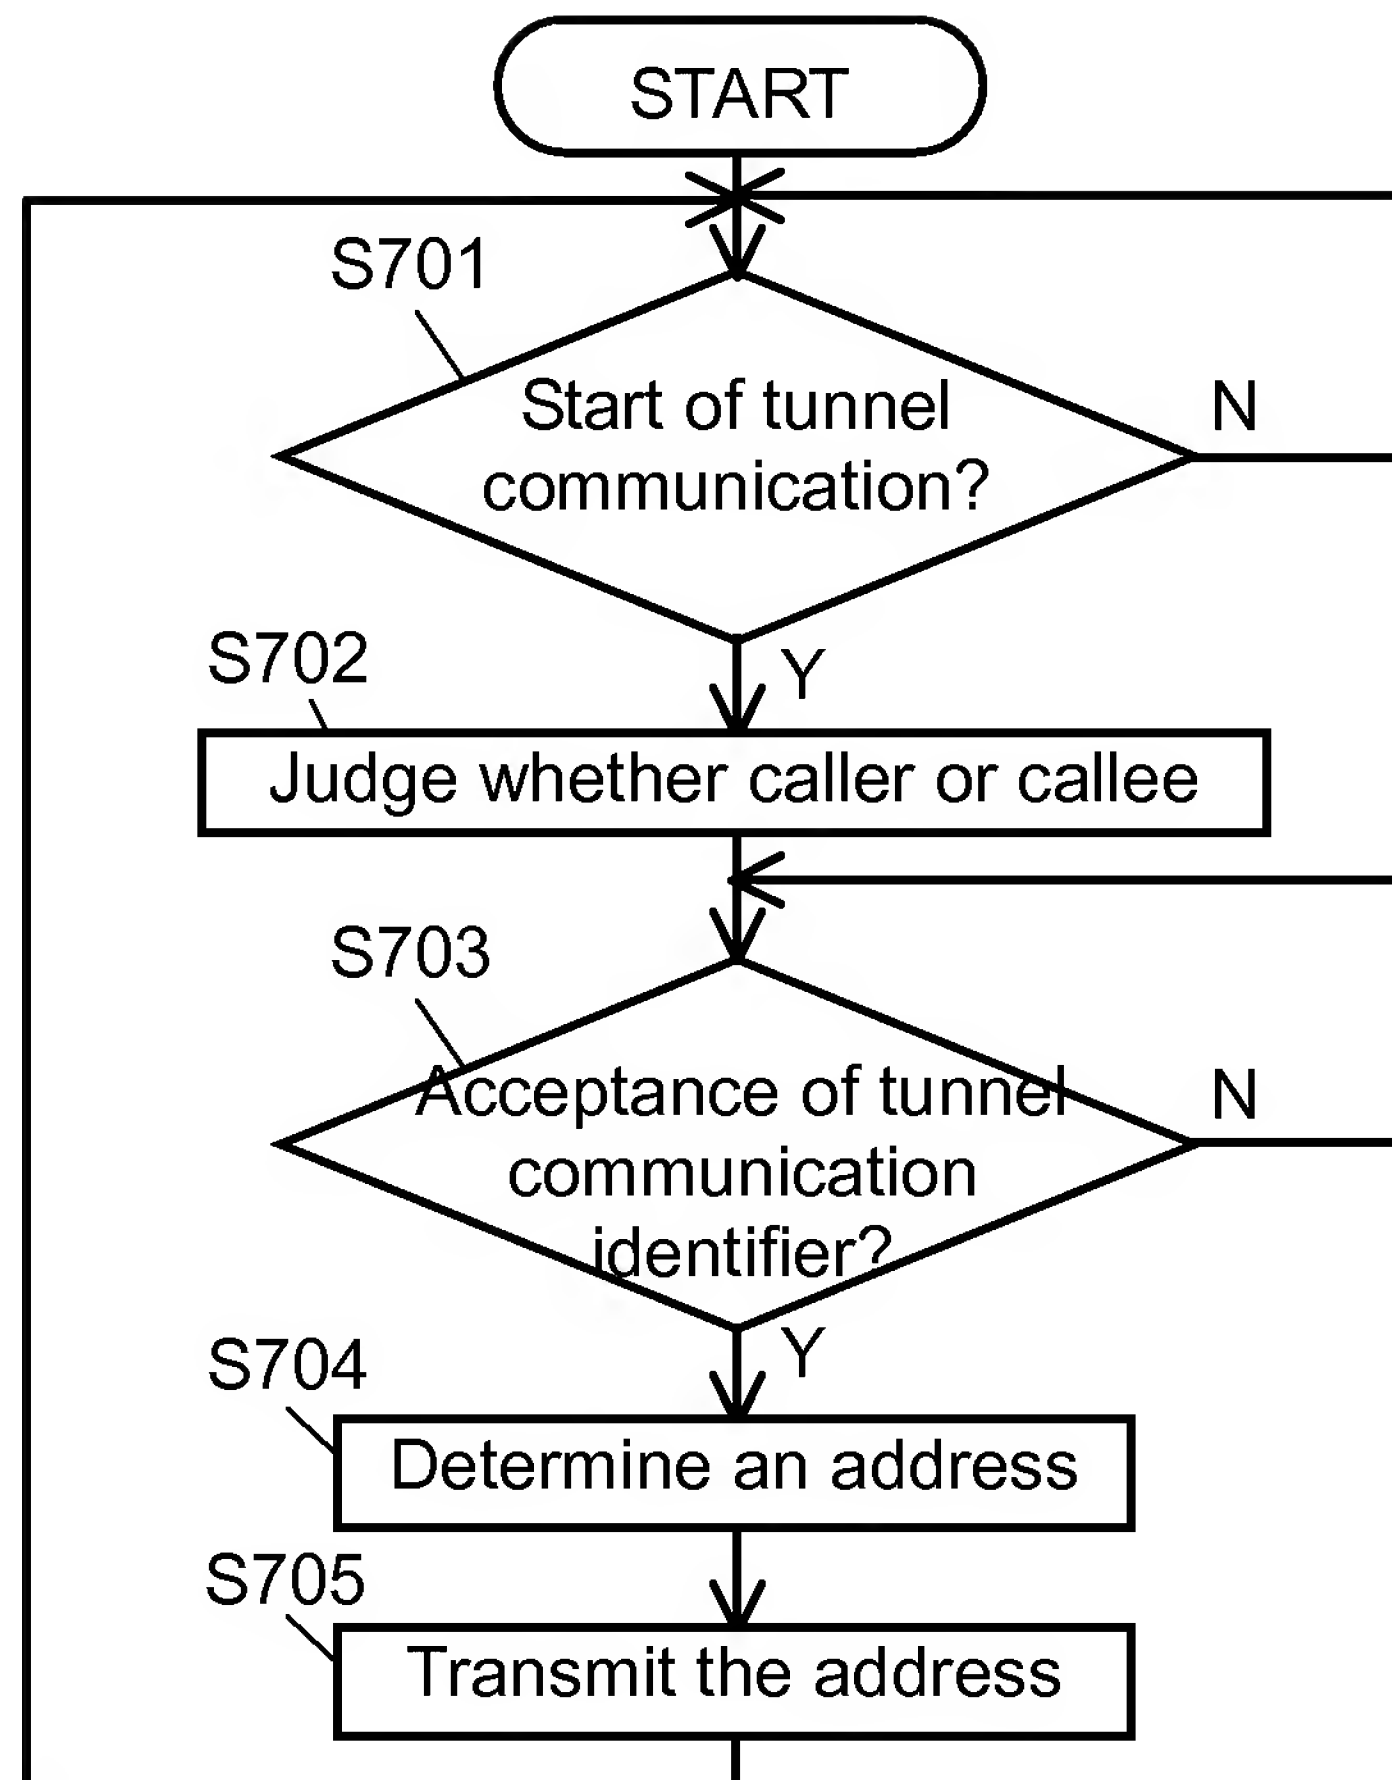 START
S701
Start of tunnel
communication?
N
Y
S702
Judge whether caller or callee
S703
Acceptance of tunnel
communication
identifier?
N
Y
S704
Determine an address
S705
Transmit the address